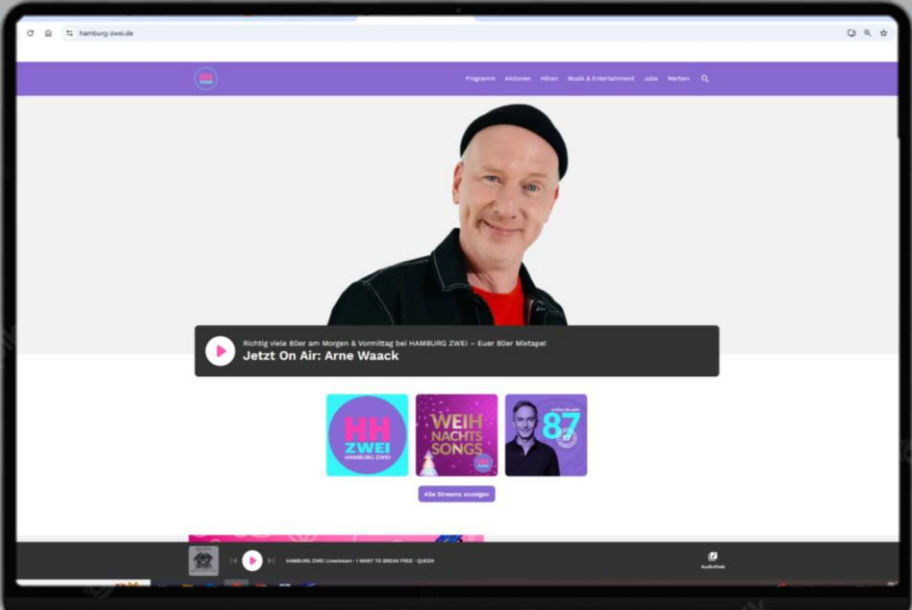 hamburg-zwei.de
HH
ZWEI
Programm Aktionen Hören Musik & Entertainment Jobs Werben
Richtig viele 80er am Morgen & Vormittag bei HAMBURG ZWEI – Euer 80er Mixtape!
Jetzt On Air: Arne Waack
HH
ZWEI
HAMBURG ZWEI
WEIH
NACHTS
SONGS
87
Alle Streams anzeigen
HAMBURG ZWEI Livestream · I WANT TO BREAK FREE · QUEEN
Audiothek